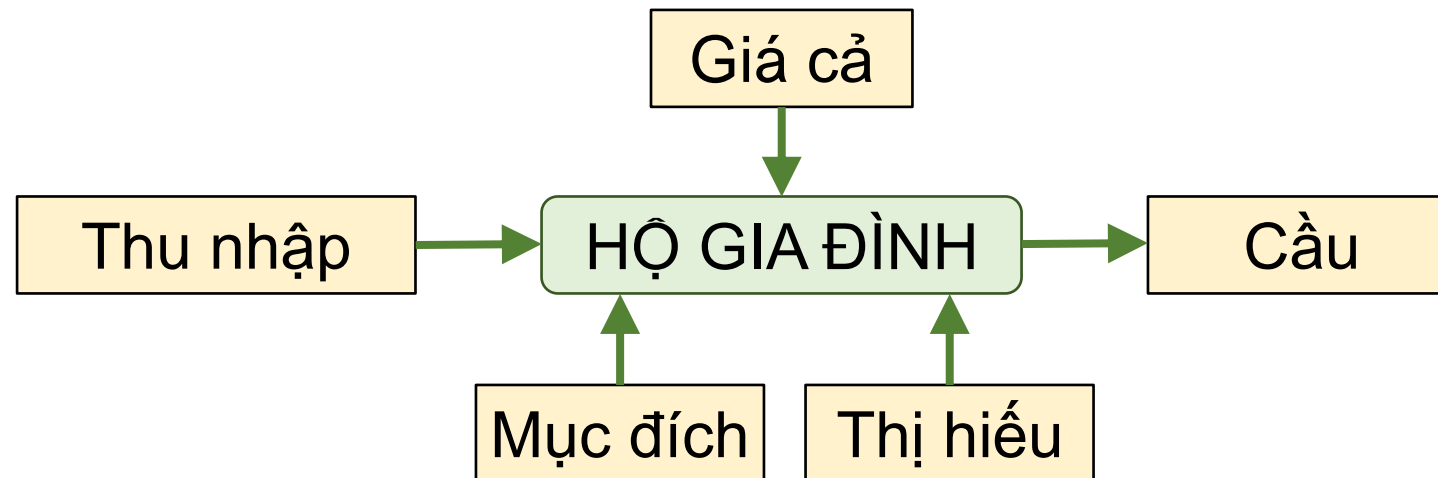 Giá cả
Thu nhập
HỘ GIA ĐÌNH
Cầu
Mục đích
Thị hiếu